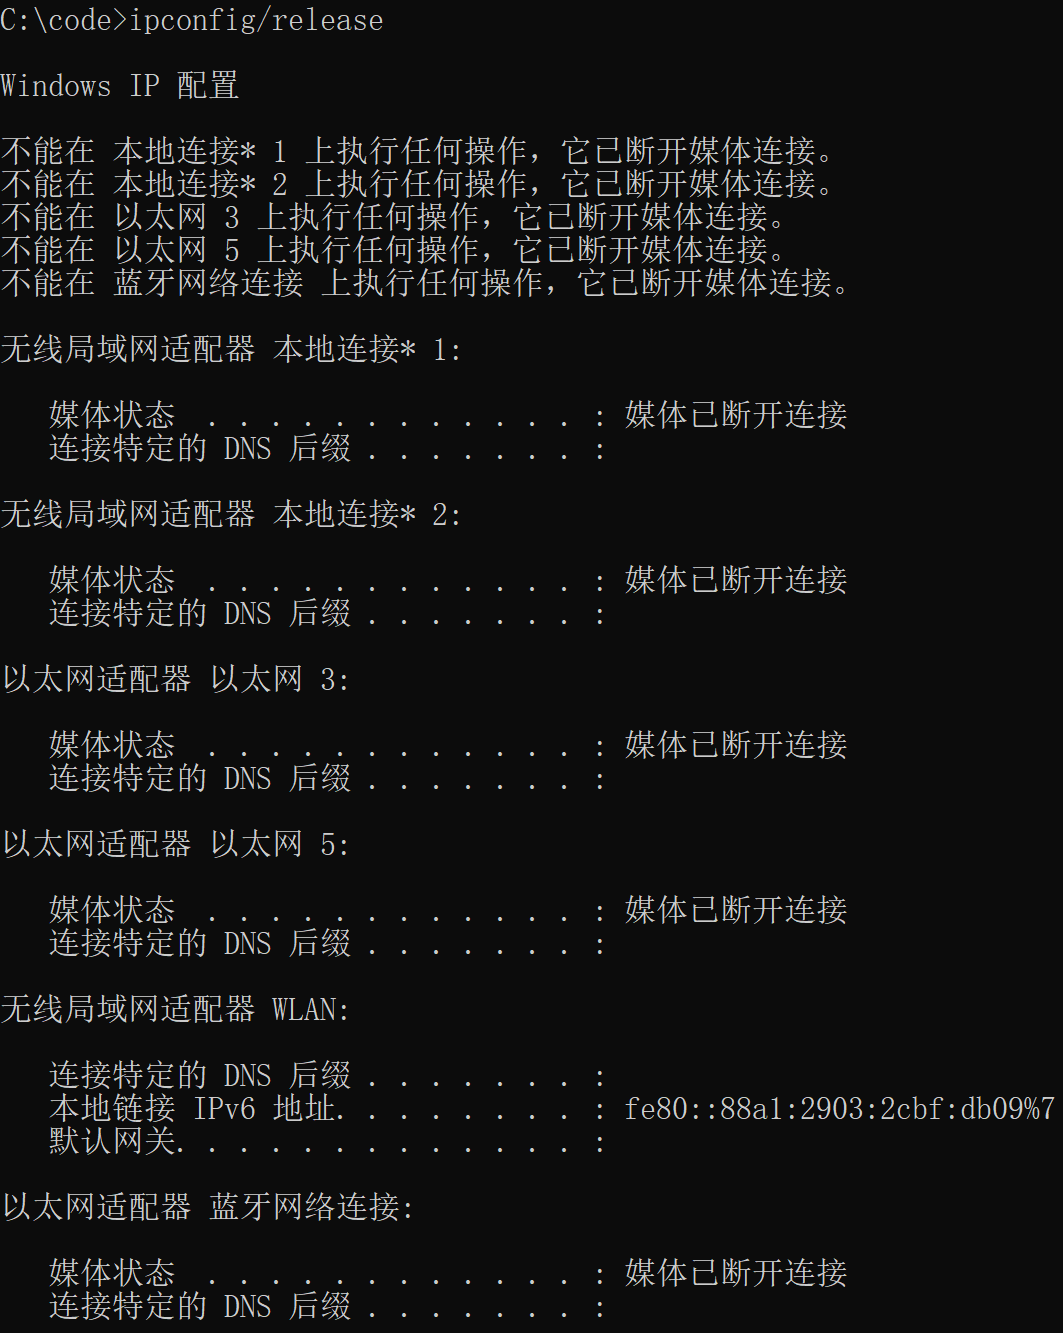 C:\code>ipconfig/release
Windows IP 配置
不能在 本地连接* 1 上执行任何操作，它已断开媒体连接。
不能在 本地连接* 2 上执行任何操作，它已断开媒体连接。
不能在 以太网 3 上执行任何操作，它已断开媒体连接。
不能在 以太网 5 上执行任何操作，它已断开媒体连接。
不能在 蓝牙网络连接 上执行任何操作，它已断开媒体连接。
无线局域网适配器 本地连接* 1:
媒体状态  . . . . . . . . . . . . . : 媒体已断开连接
连接特定的 DNS 后缀 . . . . . . . :
无线局域网适配器 本地连接* 2:
媒体状态  . . . . . . . . . . . . . : 媒体已断开连接
连接特定的 DNS 后缀 . . . . . . . :
以太网适配器 以太网 3:
媒体状态  . . . . . . . . . . . . . : 媒体已断开连接
连接特定的 DNS 后缀 . . . . . . . :
以太网适配器 以太网 5:
媒体状态  . . . . . . . . . . . . . : 媒体已断开连接
连接特定的 DNS 后缀 . . . . . . . :
无线局域网适配器 WLAN:
连接特定的 DNS 后缀 . . . . . . . :
本地链接 IPv6 地址. . . . . . . . : fe80::88a1:2903:2cbf:db09%7
默认网关. . . . . . . . . . . . . :
以太网适配器 蓝牙网络连接:
媒体状态  . . . . . . . . . . . . . : 媒体已断开连接
连接特定的 DNS 后缀 . . . . . . . :